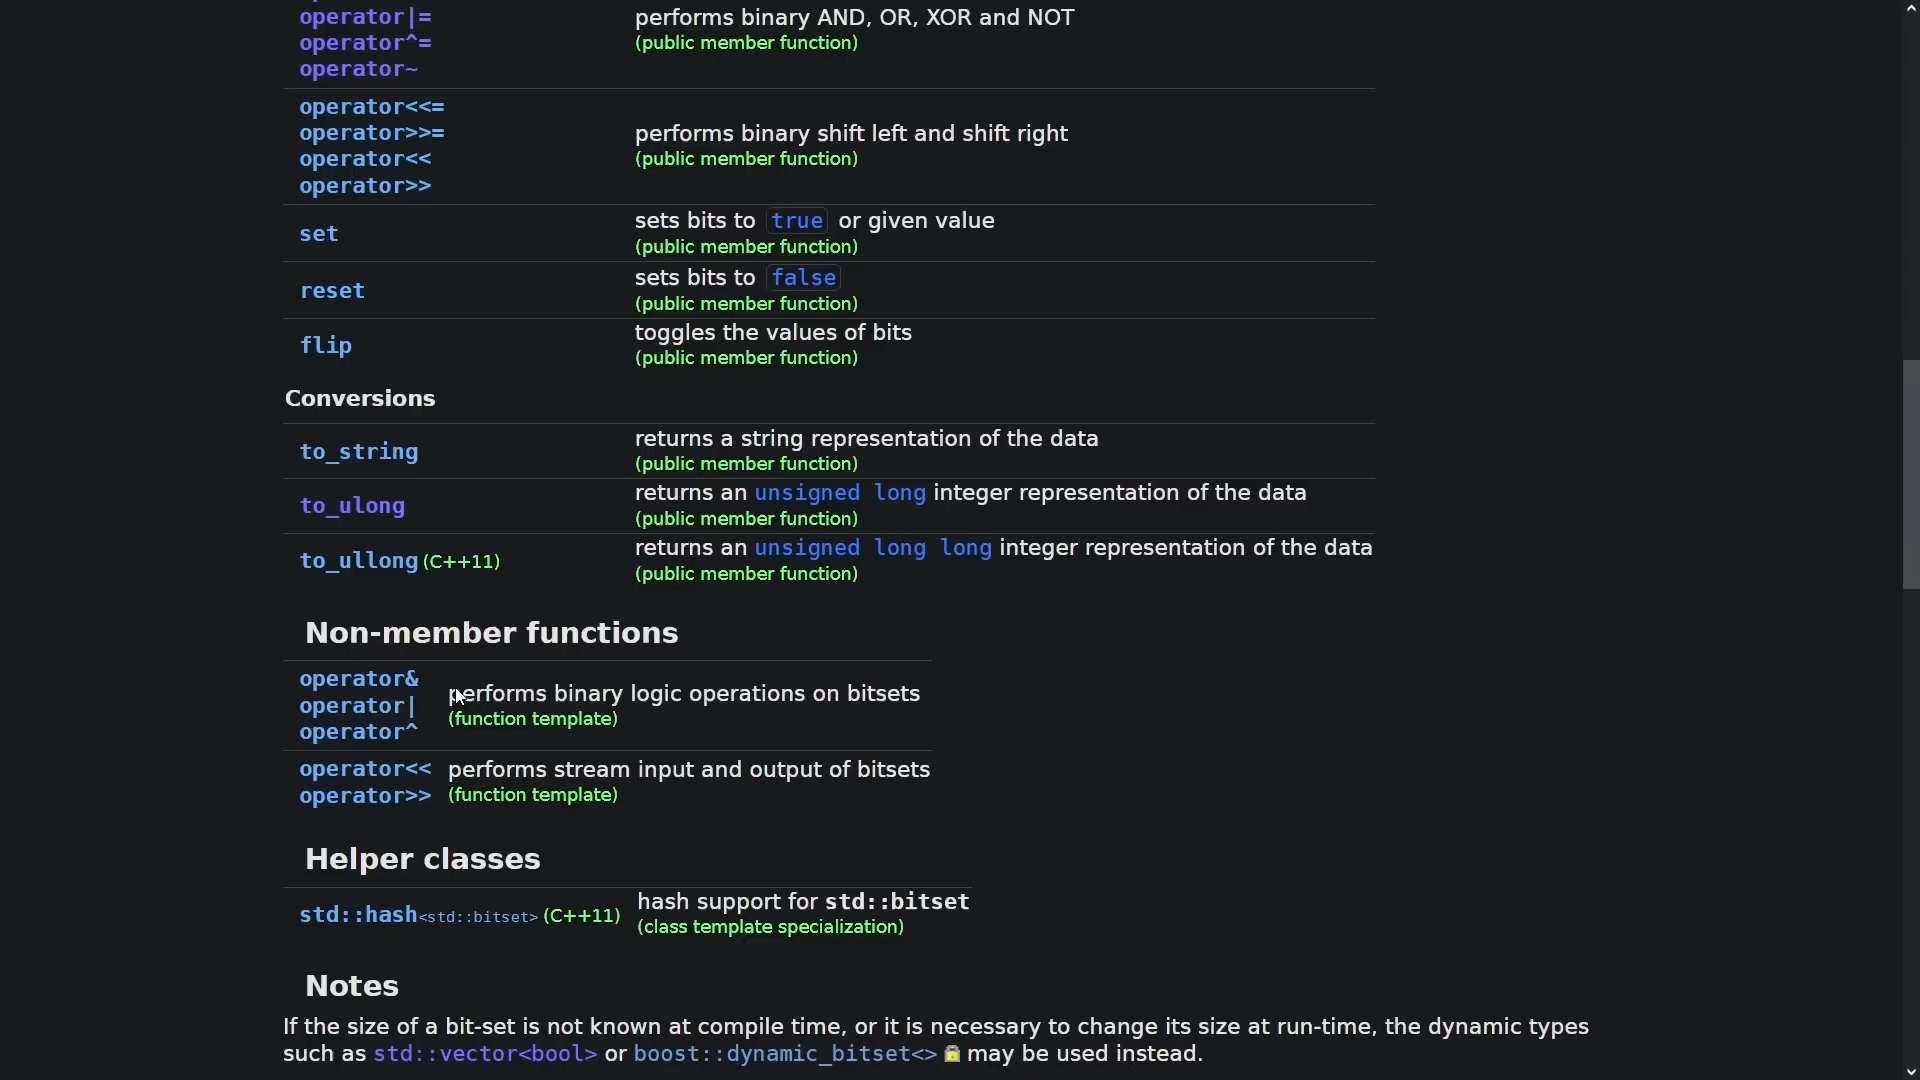 operator|=
operator^=
operator~
performs binary AND, OR, XOR and NOT
(public member function)
operator<<=
operator>>=
operator<<
operator>>
performs binary shift left and shift right
(public member function)
set
sets bits to true or given value
(public member function)
reset
sets bits to false
(public member function)
flip
toggles the values of bits
(public member function)
Conversions
to_string
returns a string representation of the data
(public member function)
to_ulong
returns an unsigned long integer representation of the data
(public member function)
to_ullong (C++11)
returns an unsigned long long integer representation of the data
(public member function)
Non-member functions
operator&
operator|
operator^
performs binary logic operations on bitsets
(function template)
operator<<
operator>>
performs stream input and output of bitsets
(function template)
Helper classes
std::hash<std::bitset> (C++11)
hash support for std::bitset
(class template specialization)
Notes
If the size of a bit-set is not known at compile time, or it is necessary to change its size at run-time, the dynamic types
such as std::vector<bool> or boost::dynamic_bitset<> may be used instead.